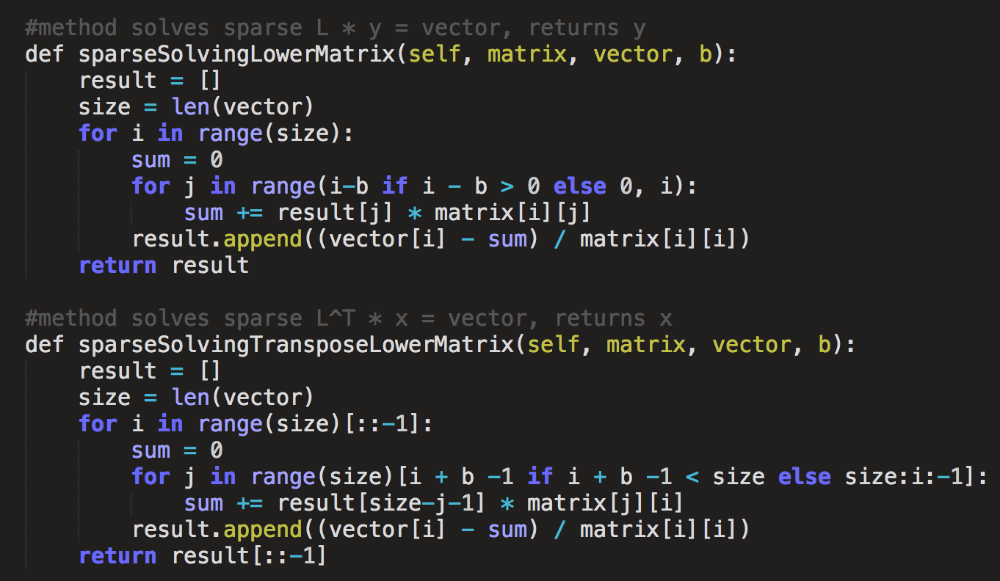 #method solves sparse L * y = vector, returns y
def sparseSolvingLowerMatrix(self, matrix, vector, b):
    result = []
    size = len(vector)
    for i in range(size):
        sum = 0
        for j in range(i-b if i - b > 0 else 0, i):
            sum += result[j] * matrix[i][j]
        result.append((vector[i] - sum) / matrix[i][i])
    return result

#method solves sparse L^T * x = vector, returns x
def sparseSolvingTransposeLowerMatrix(self, matrix, vector, b):
    result = []
    size = len(vector)
    for i in range(size)[::-1]:
        sum = 0
        for j in range(size)[i + b -1 if i + b -1 < size else size:i:-1]:
            sum += result[size-j-1] * matrix[j][i]
        result.append((vector[i] - sum) / matrix[i][i])
    return result[::-1]